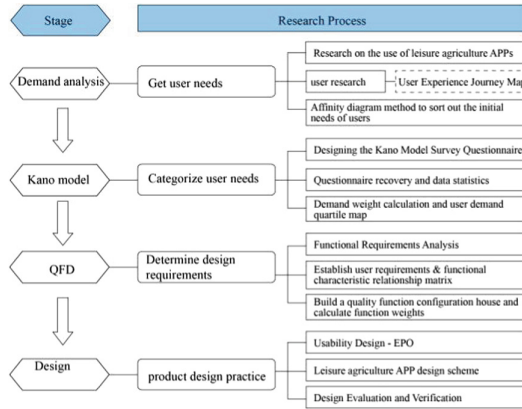 Stage
Research Process
Demand analysis
Get user needs
Research on the use of leisure agriculture APPs
user research
User Experience Journey Map
Affinity diagram method to sort out the initial
needs of users
Kano model
Categorize user needs
Designing the Kano Model Survey Questionnaire
Questionnaire recovery and data statistics
Demand weight calculation and user demand
quartile map
QFD
Determine design
requirements
Functional Requirements Analysis
Establish user requirements & functional
characteristic relationship matrix
Build a quality function configuration house and
calculate function weights
Design
product design practice
Usability Design - EPO
Leisure agriculture APP design scheme
Design Evaluation and Verification